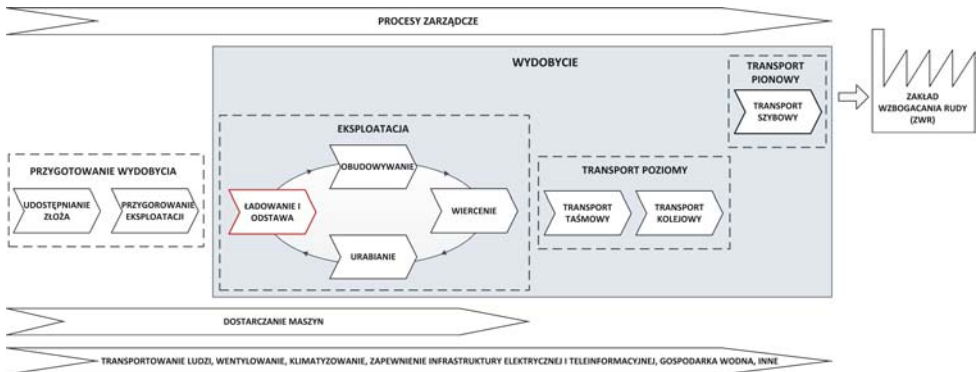 PROCESY ZARZĄDCZE
WYDOBYCIE
TRANSPORT
PIONOWY
TRANSPORT
SZYBOWY
ZAKŁAD
WZBOGACANIA RUDY
(ZWR)
EKSPLOATACJA
OBUDOWYWANIE
PRZYGOTOWANIE WYDOBYCIA
UDOSTĘPNIANIE
ZŁOŻA
PRZYGOROWANIE
EKSPLOATACJI
ŁADOWANIE I
ODSTAWA
WIERCENIE
URABIANIE
TRANSPORT POZIOMY
TRANSPORT
TAŚMOWY
TRANSPORT
KOLEJOWY
DOSTARCZANIE MASZYN
TRANSPORTOWANIE LUDZI, WENTYLOWANIE, KLIMATYZOWANIE, ZAPEWNIENIE INFRASTRUKTURY ELEKTRYCZNEJ I TELEINFORMACYJNEJ, GOSPODARKA WODNA, INNE